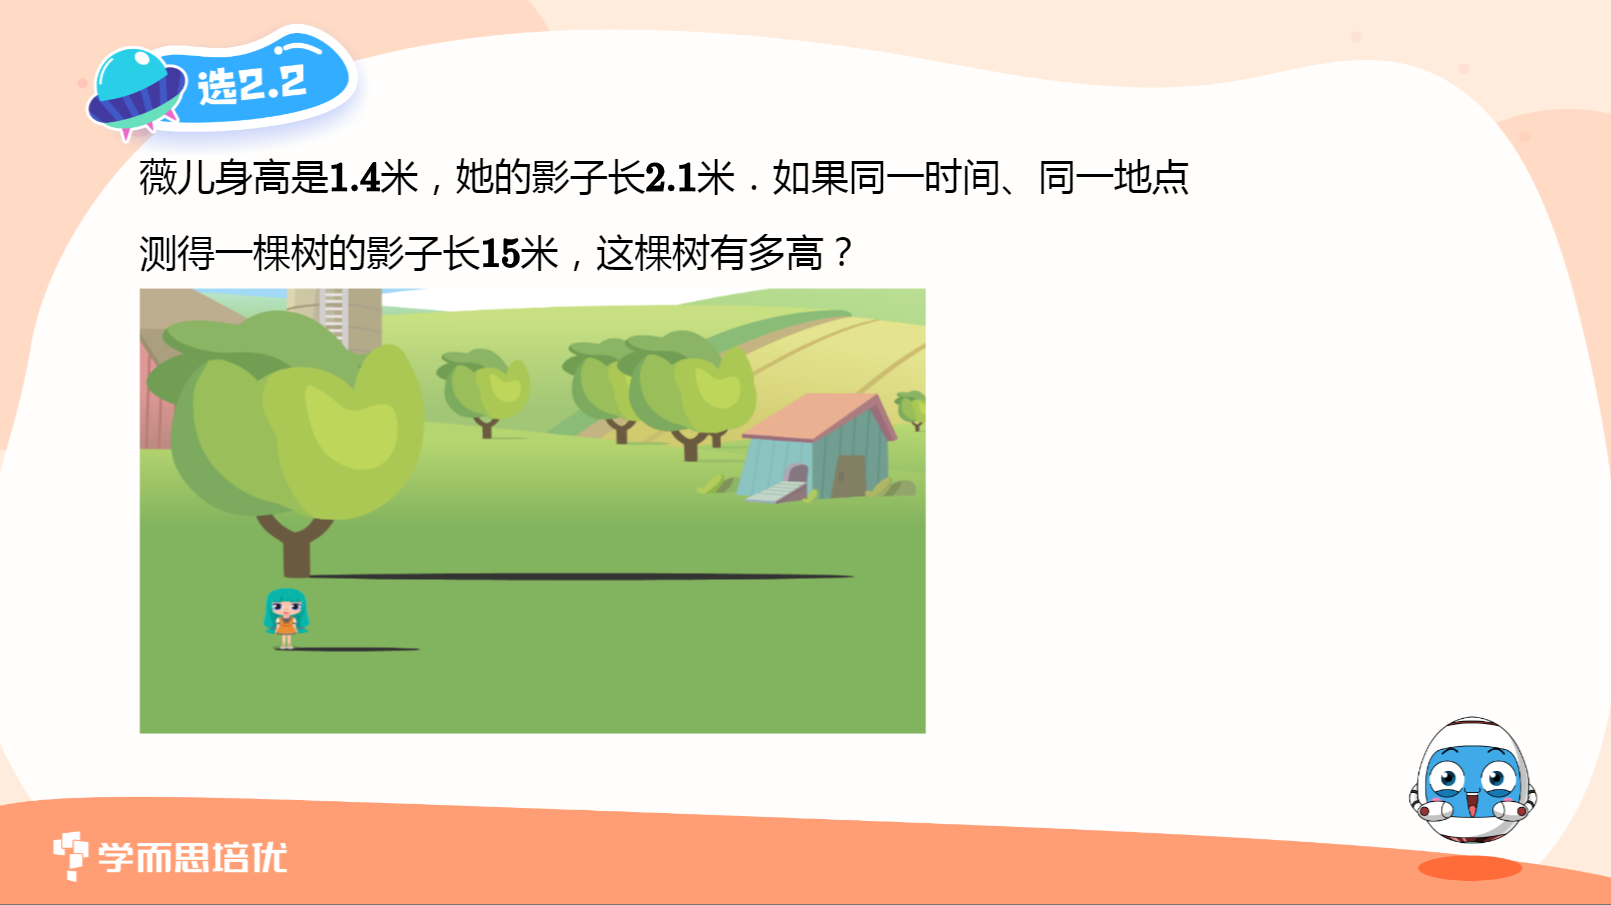 选2.2
薇儿身高是1.4米，她的影子长2.1米．如果同一时间、同一地点
测得一棵树的影子长15米，这棵树有多高？
学而思培优